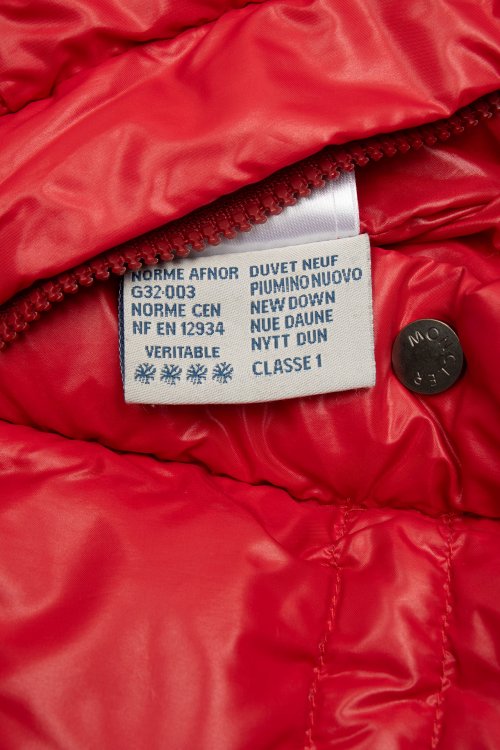 NORME AFNOR
G32-003
NORME CEN
NF EN 12934
VERITABLE
DUVET NEUF
PIUMINO NUOVO
NEW DOWN
NUE DAUNE
NYTT DUN
CLASSE 1
MONCLER